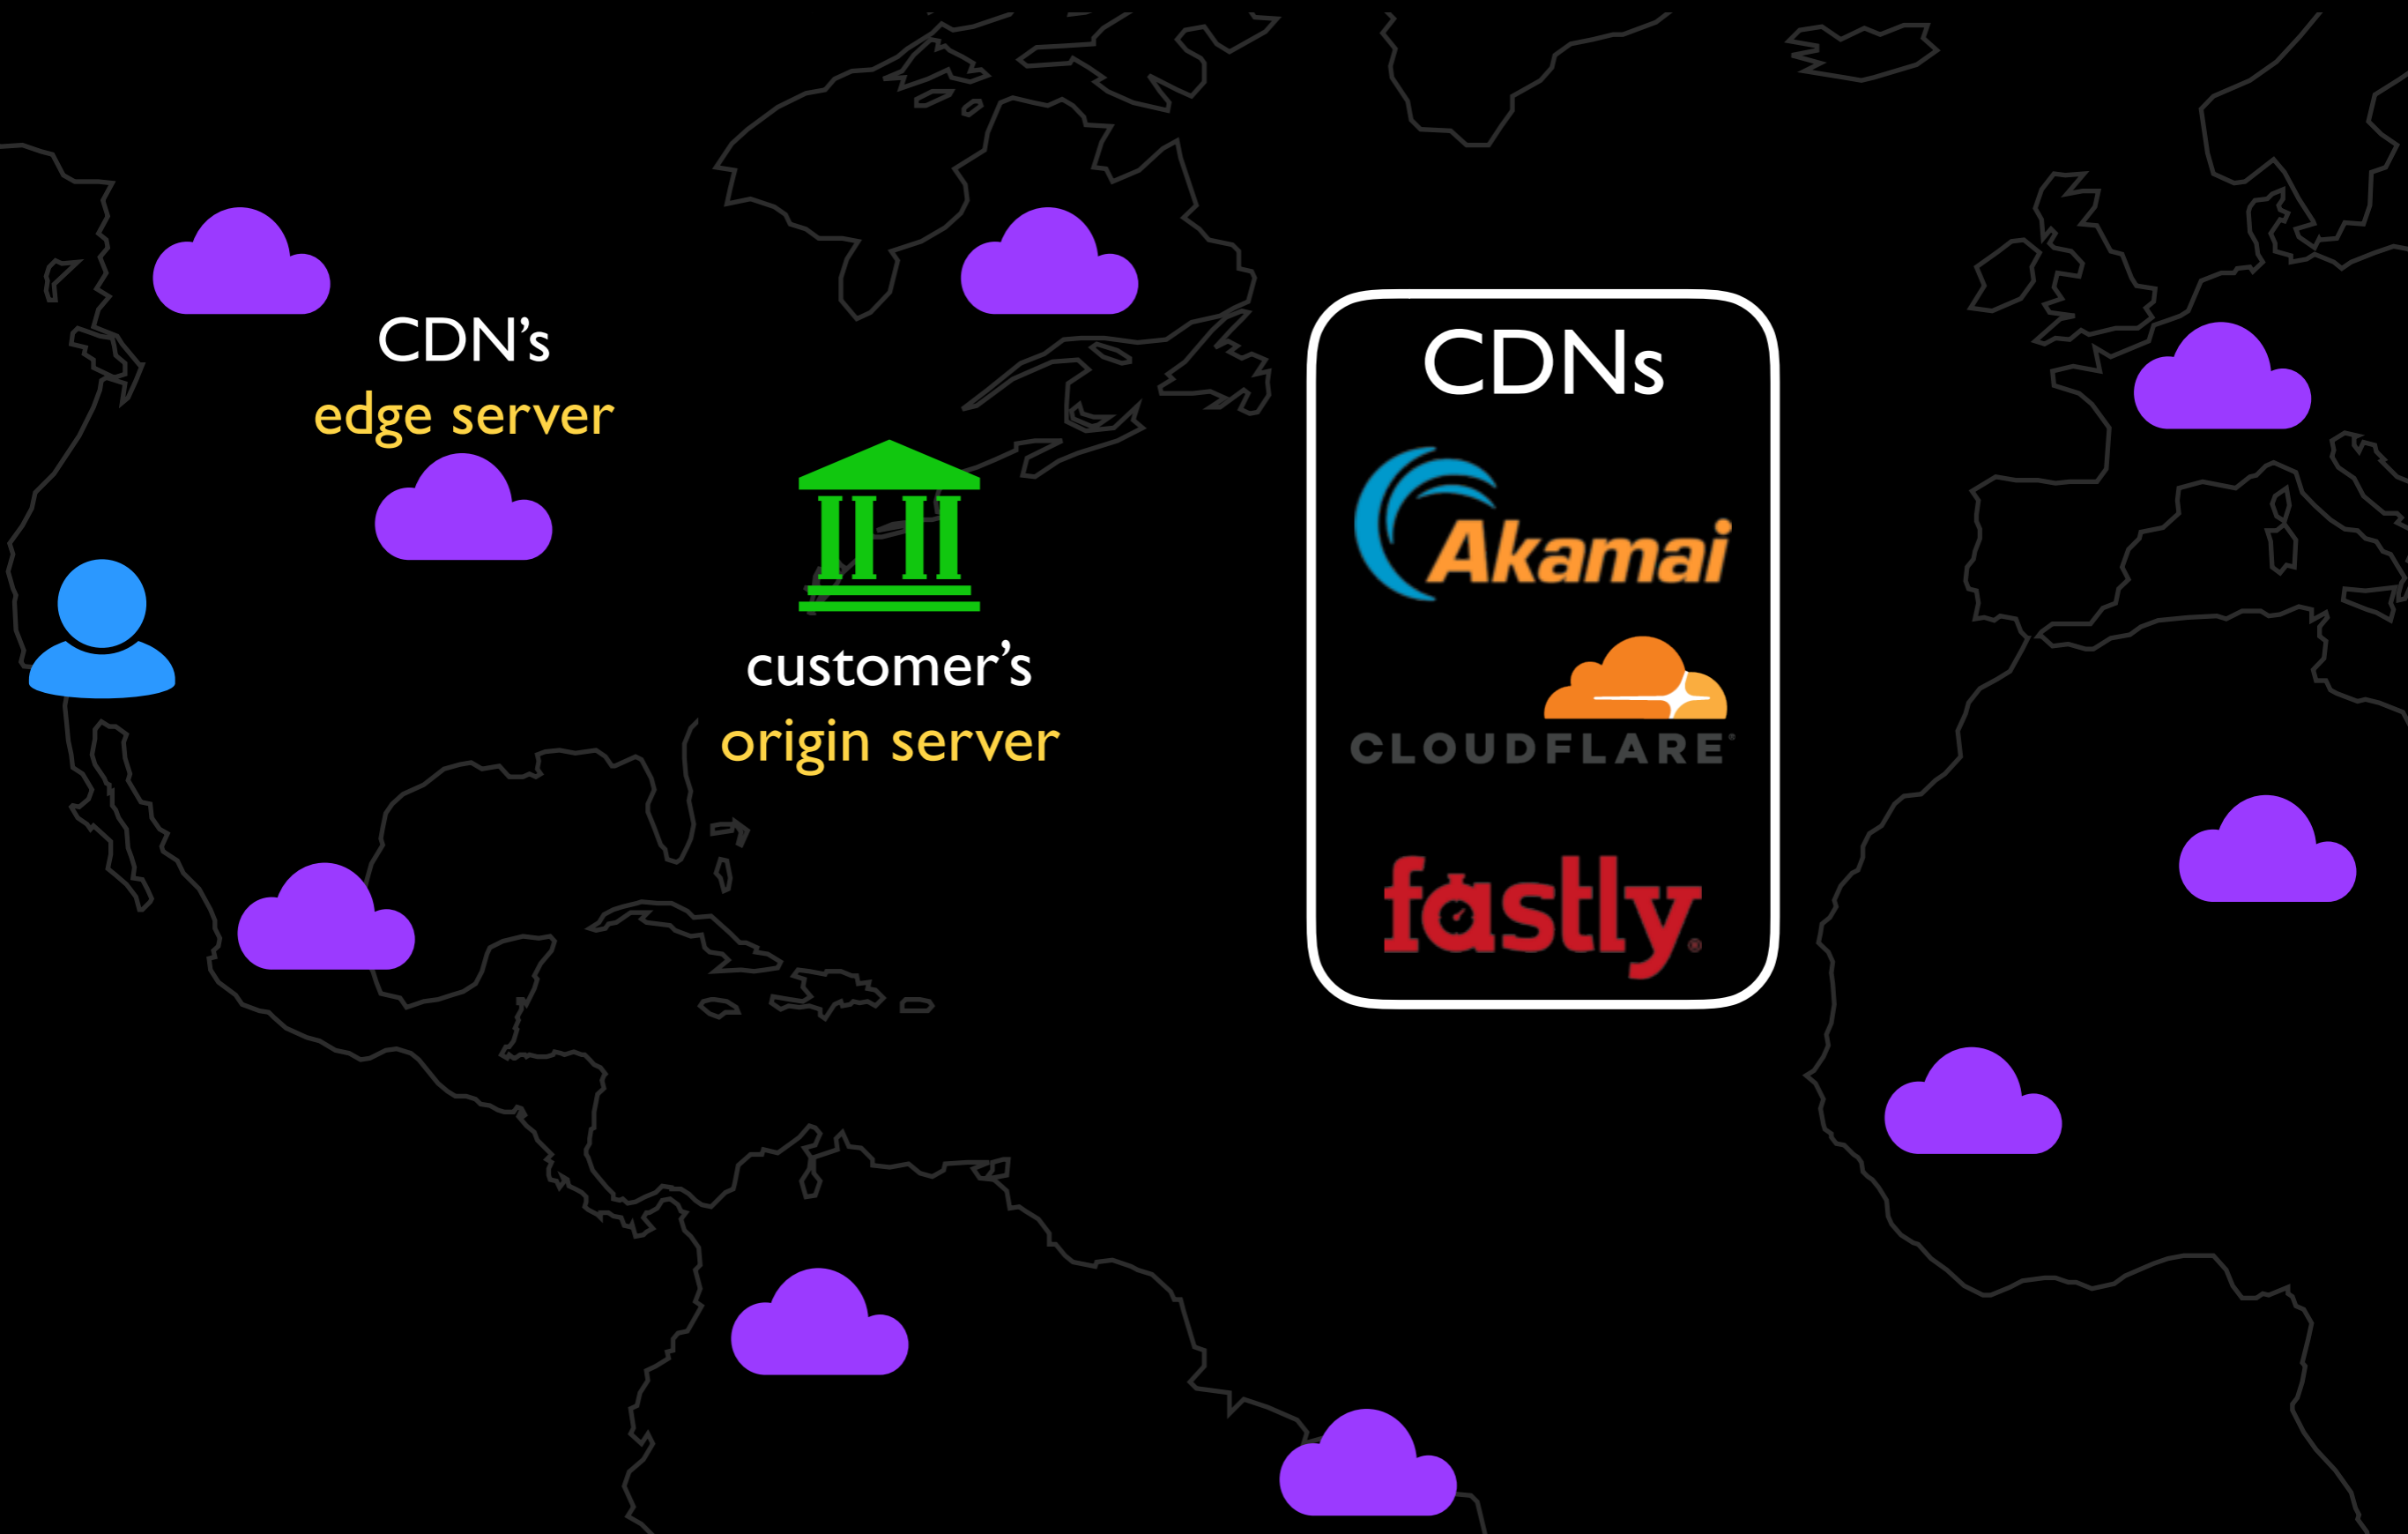 CDN's
edge server
customer's
origin server
CDNs
Akamai
CLOUDFLARE®
fastly®